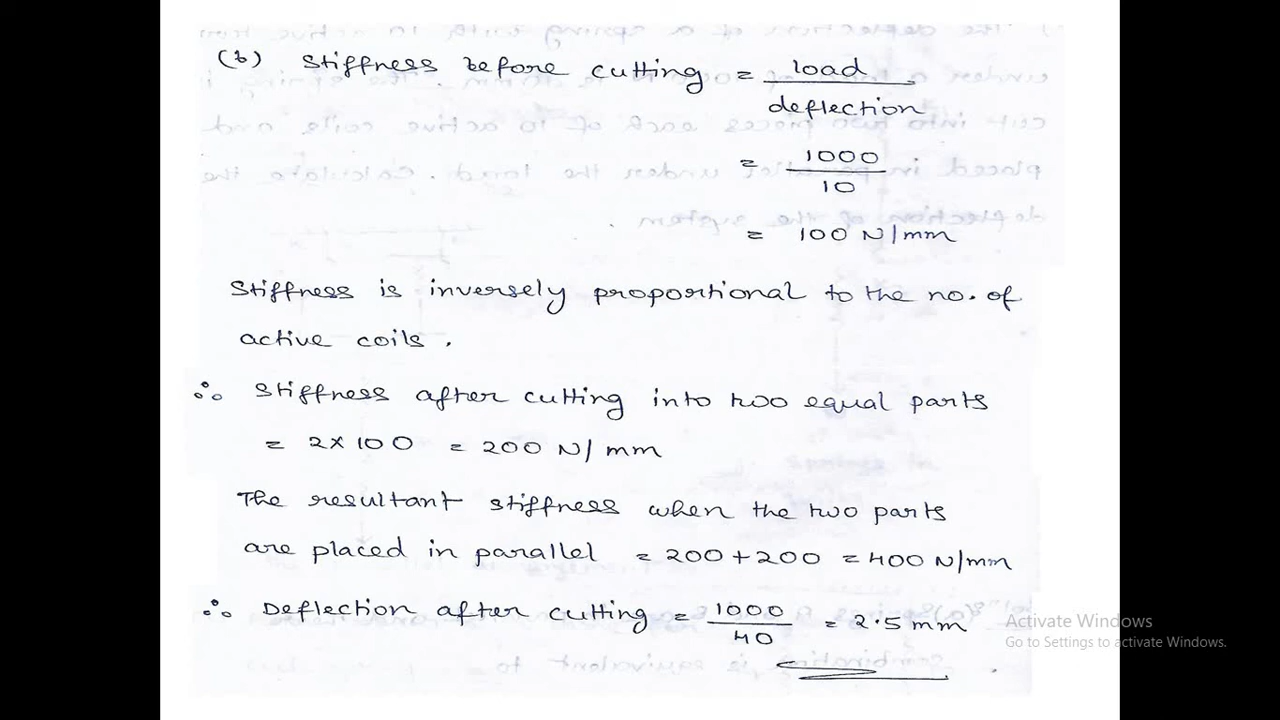 (b) Stiffness before cutting = load
deflection
= 1000
10
= 100 N/mm
Stiffness is inversely proportional to the no. of
active coils.
∴ Stiffness after cutting into two equal parts
= 2x100 = 200 N/mm
The resultant stiffness when the two parts
are placed in parallel = 200+200 = 400 N/mm
∴ Deflection after cutting = 1000 = 2.5 mm
40
Activate Windows
Go to Settings to activate Windows.